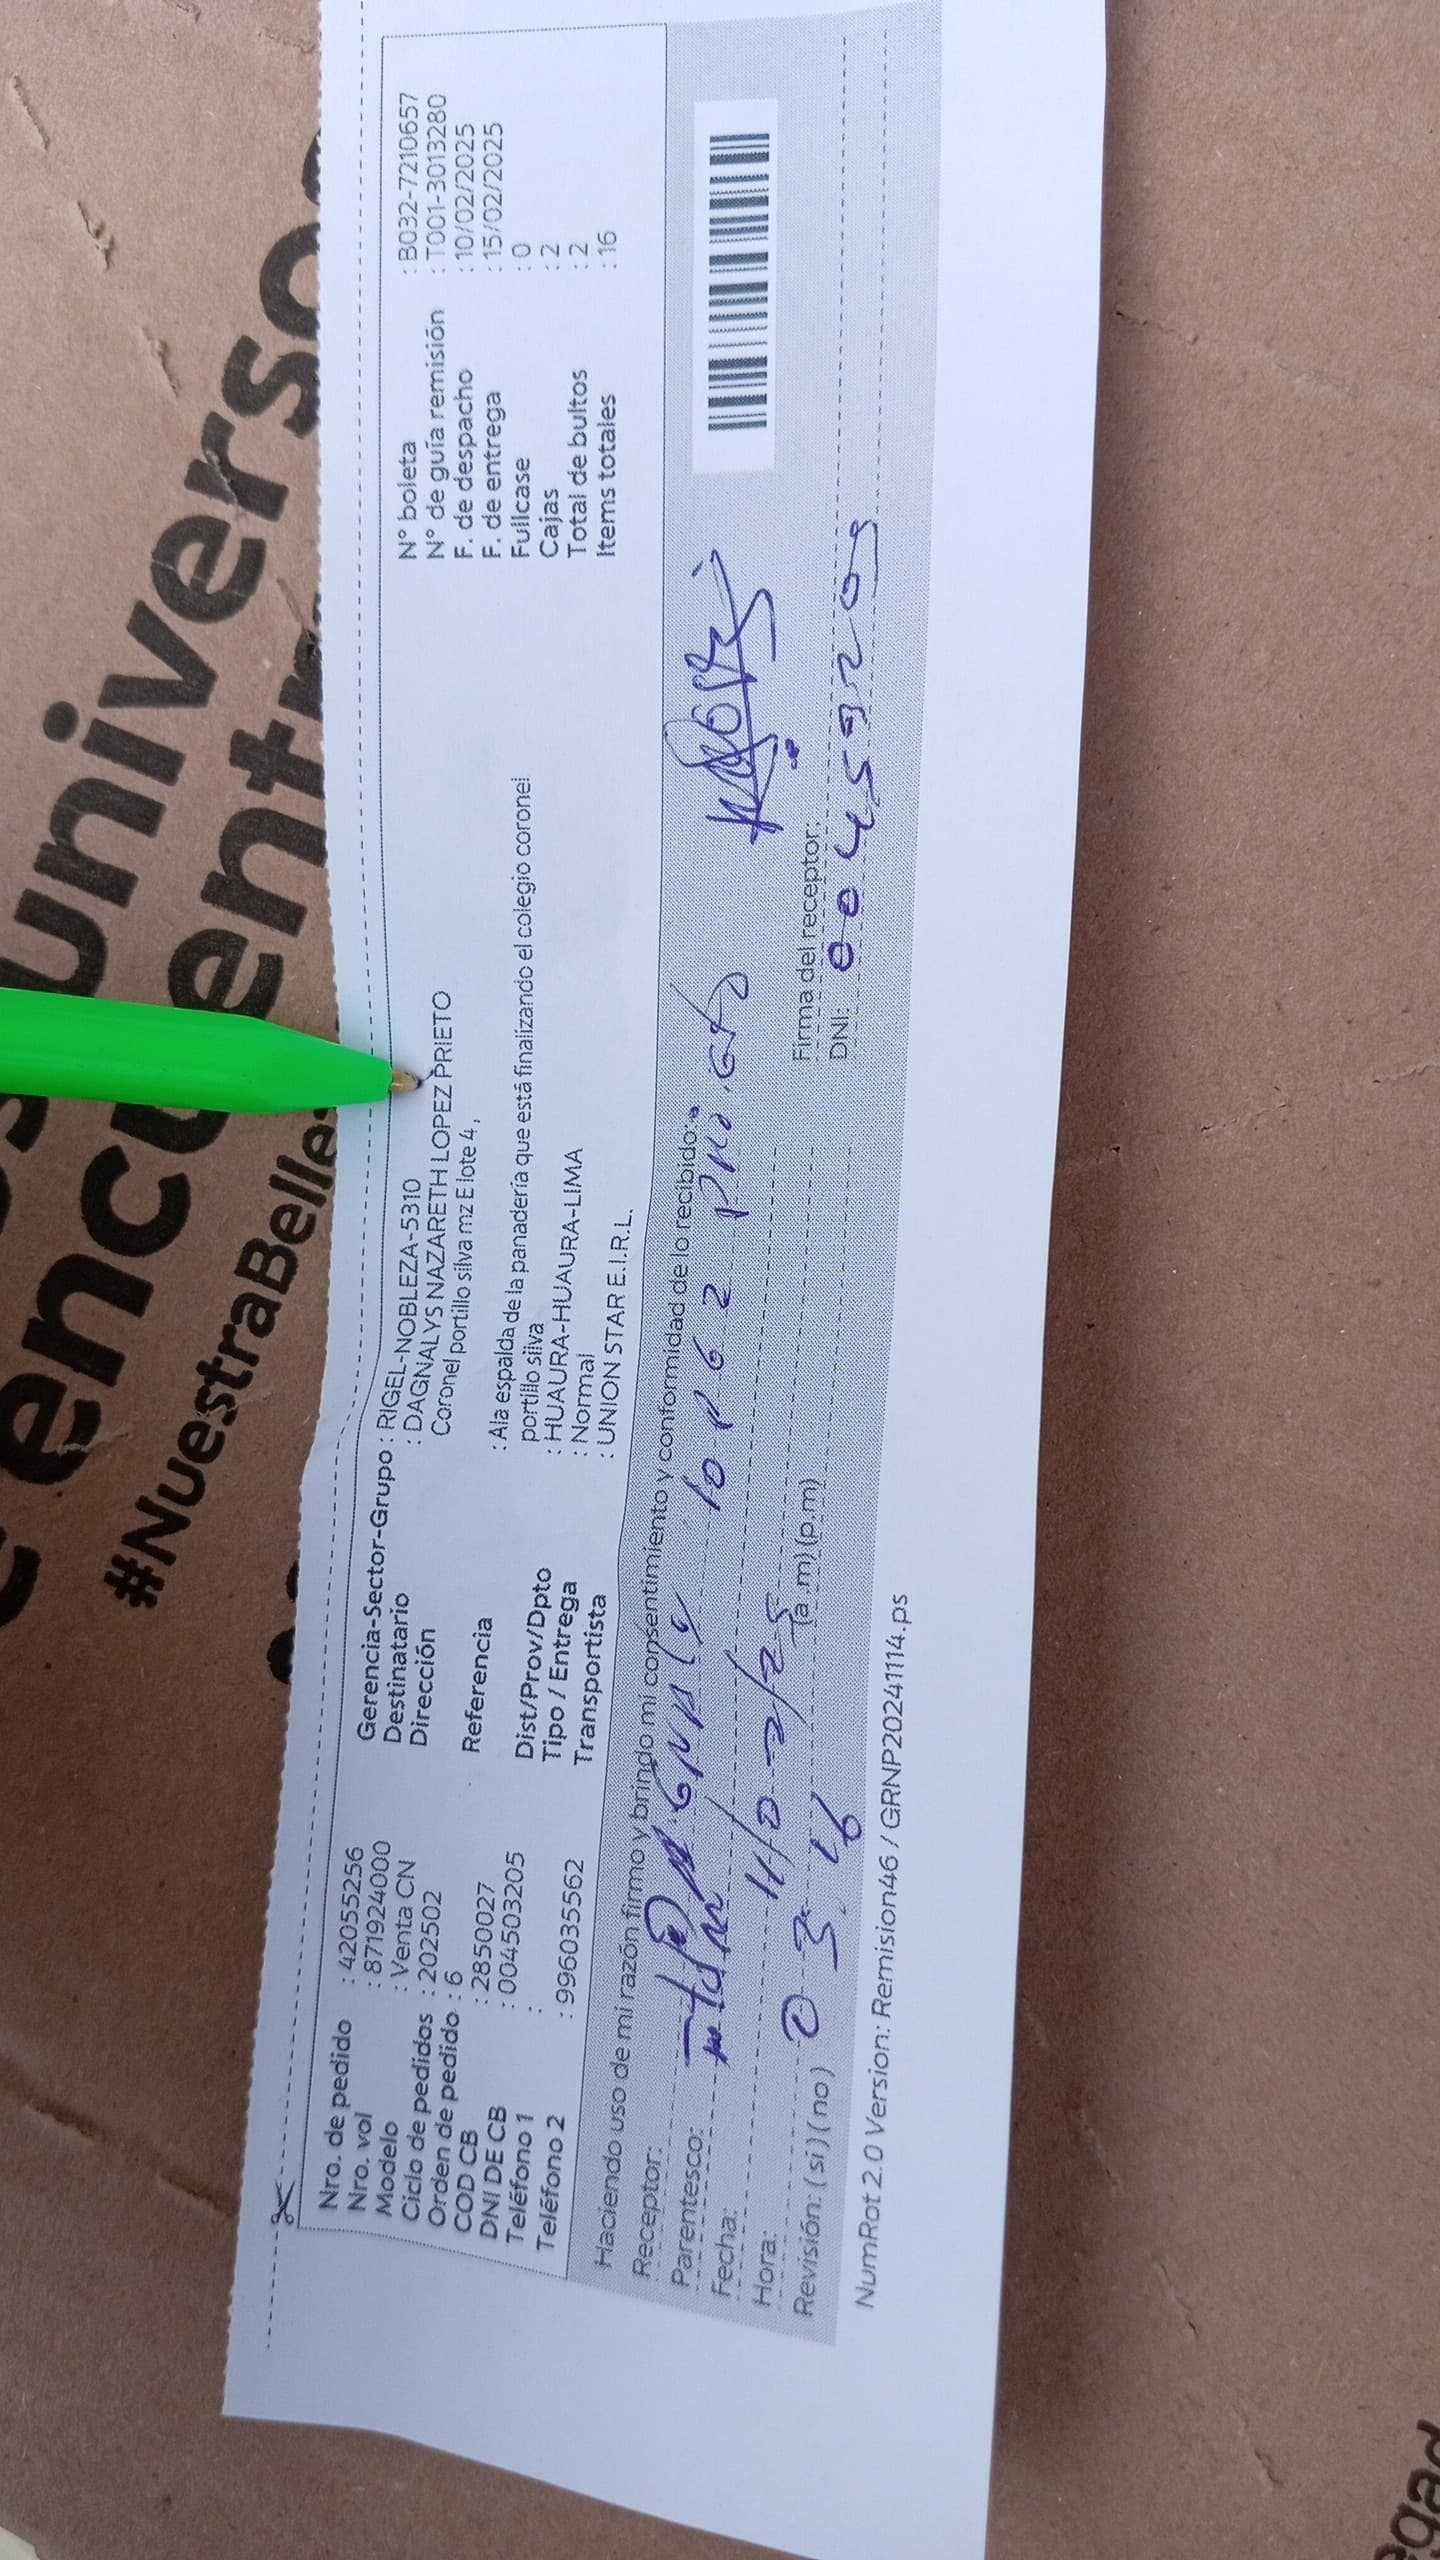 universo
encuentr
#NuestraBelle
Nro. de pedido : 42055256
Nro. vol : 871924000
Modelo : Venta CN
Ciclo de pedidos : 202502
Orden de pedido : 6
COD CB : 2850027
DNI DE CB : 004503205
Teléfono 1 :
Teléfono 2 : 996035562
Gerencia-Sector-Grupo : RIGEL-NOBLEZA-5310
Destinatario : DAGNALYS NAZARETH LOPEZ PRIETO
Dirección Coronel portillo silva mz E lote 4 ,
Referencia : Ala espalda de la panadería que está finalizando el colegio coronel
portillo silva
Dist/Prov/Dpto : HUAURA-HUAURA-LIMA
Tipo / Entrega : Normal
Transportista : UNION STAR E.I.R.L.
N° boleta : B032-7210657
N° de guía remisión : T001-3013280
F. de despacho : 10/02/2025
F. de entrega : 15/02/2025
Fullcase : 0
Cajas : 2
Total de bultos : 2
Items totales : 16
Haciendo uso de mi razón firmo y brindo mi consentimiento y conformidad de lo recibido:
Receptor:
Parentesco:
Fecha:
Hora: (a .m) (p.m)
Revisión: ( si ) ( no )
Firma del receptor:
DNI:
NumRot 2.0 Version: Remision46 / GRNP20241114.ps